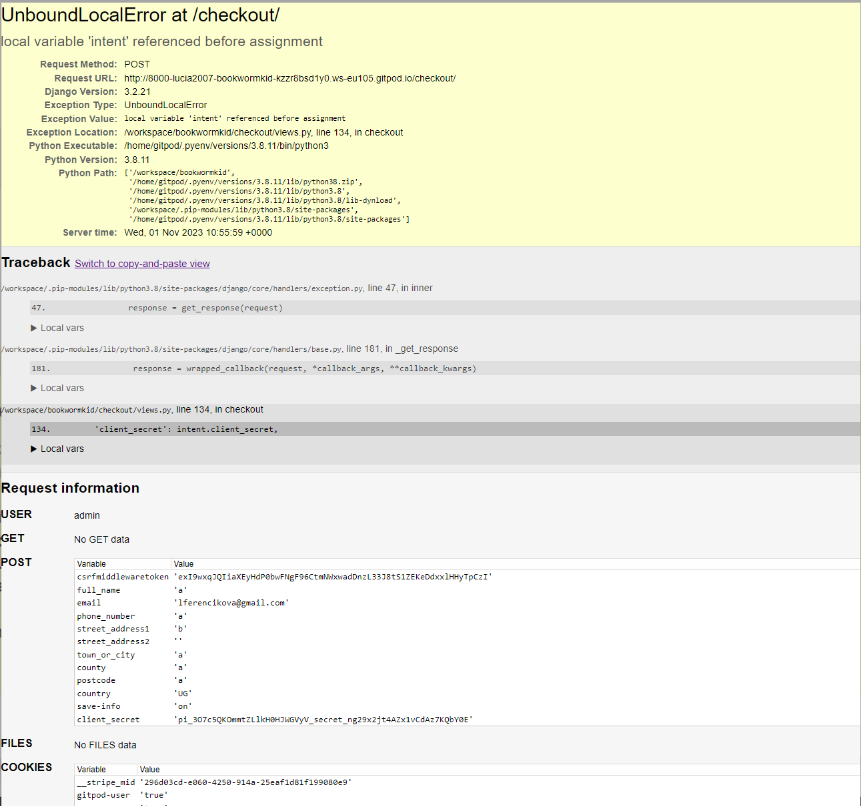 UnboundLocalError at /checkout/
local variable 'intent' referenced before assignment
Request Method: POST
Request URL: http://8000-lucia2007-bookwormkid-kzzr8bsd1y0.ws-eu105.gitpod.io/checkout/
Django Version: 3.2.21
Exception Type: UnboundLocalError
Exception Value: local variable 'intent' referenced before assignment
Exception Location: /workspace/bookwormkid/checkout/views.py, line 134, in checkout
Python Executable: /home/gitpod/.pyenv/versions/3.8.11/bin/python3
Python Version: 3.8.11
Python Path: ['/workspace/bookwormkid',
'/home/gitpod/.pyenv/versions/3.8.11/lib/python38.zip',
'/home/gitpod/.pyenv/versions/3.8.11/lib/python3.8',
'/home/gitpod/.pyenv/versions/3.8.11/lib/python3.8/lib-dynload',
'/workspace/.pip-modules/lib/python3.8/site-packages',
'/home/gitpod/.pyenv/versions/3.8.11/lib/python3.8/site-packages']
Server time: Wed, 01 Nov 2023 10:55:59 +0000
Traceback Switch to copy-and-paste view
/workspace/.pip-modules/lib/python3.8/site-packages/django/core/handlers/exception.py, line 47, in inner
47. response = get_response(request)
▶ Local vars
/workspace/.pip-modules/lib/python3.8/site-packages/django/core/handlers/base.py, line 181, in _get_response
181. response = wrapped_callback(request, *callback_args, **callback_kwargs)
▶ Local vars
/workspace/bookwormkid/checkout/views.py, line 134, in checkout
134. 'client_secret': intent.client_secret,
▶ Local vars
Request information
USER admin
GET No GET data
POST Variable Value
csrfmiddlewaretoken 'exI9wxqJQIiaXEyHdP0bwFNgF96CtmNWxwadDnzL33J8tS1ZEKeDdxxlHHyTpCzI'
full_name 'a'
email 'lferencikova@gmail.com'
phone_number 'a'
street_address1 'b'
street_address2 ''
town_or_city 'a'
county 'a'
postcode 'a'
country 'UG'
save-info 'on'
client_secret 'pi_3O7c5QKOmmtZLlkH0HJWGVyV_secret_ng29x2jt4AZx1vCdAz7KQbY0E'
FILES No FILES data
COOKIES Variable Value
__stripe_mid '296d03cd-e060-4250-914a-25eaf1d81f199080e9'
gitpod-user 'true'